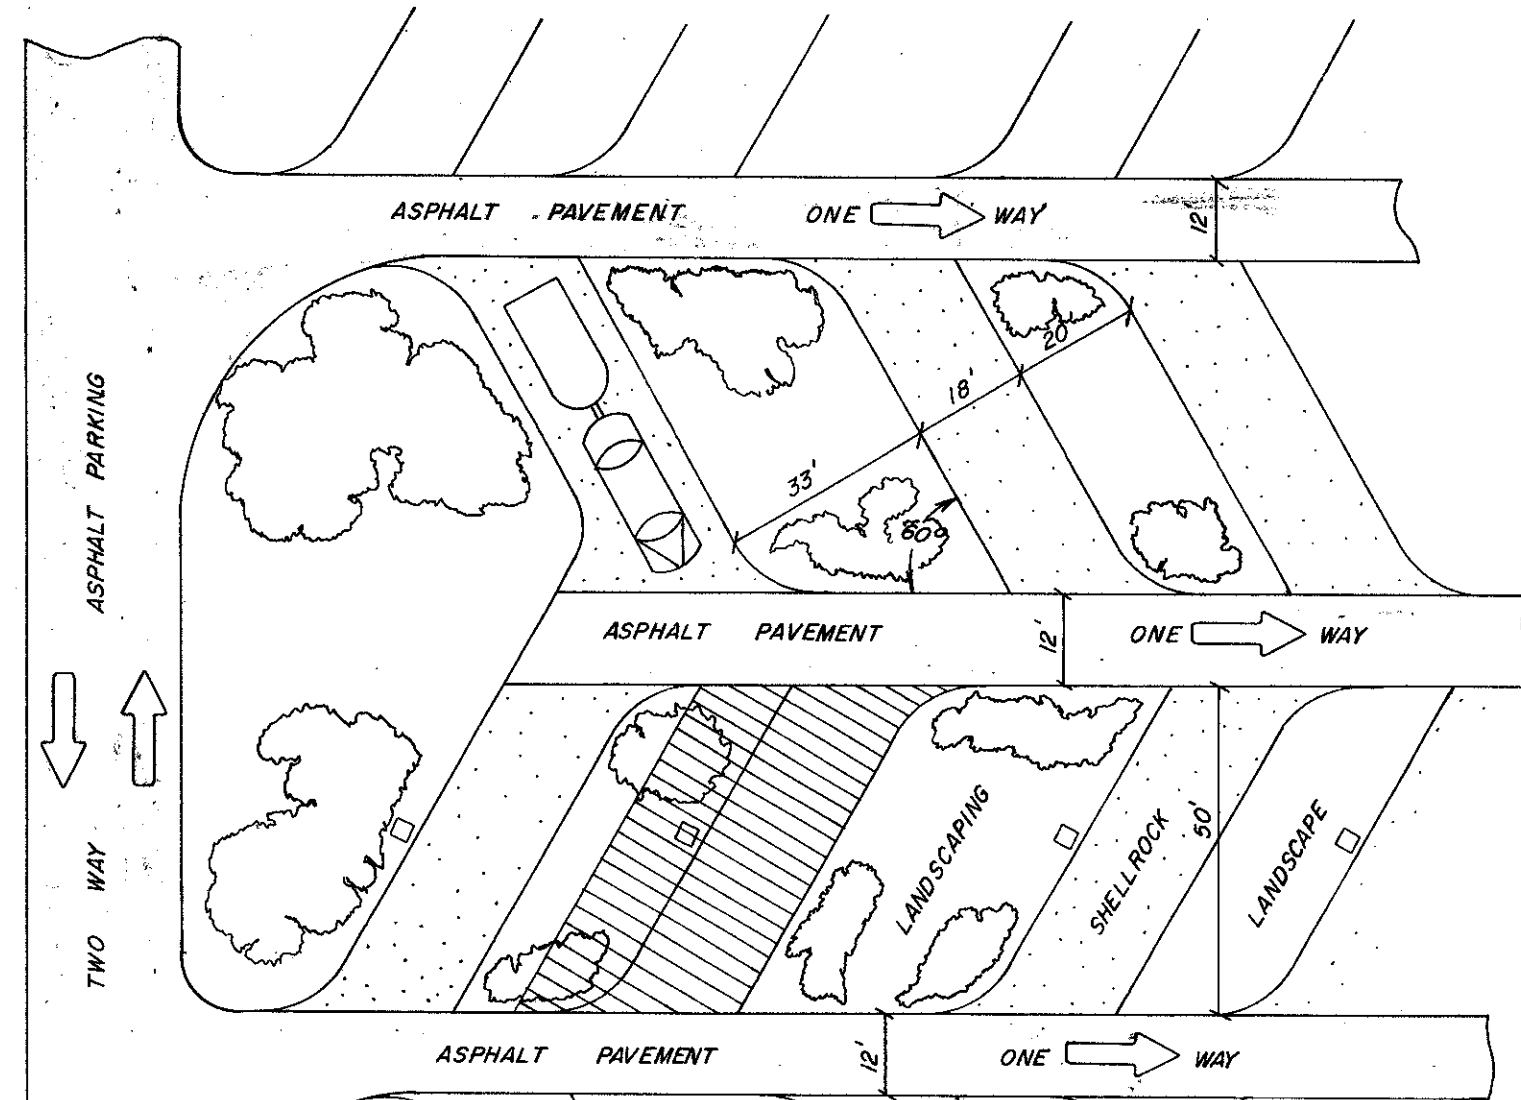 ASPHALT PAVEMENT ONE WAY
12'
20'
18'
33'
60°
ASPHALT PARKING
TWO WAY
ASPHALT PAVEMENT 12' ONE WAY
LANDSCAPING
SHELLROCK
50'
LANDSCAPE
ASPHALT PAVEMENT 12' ONE WAY